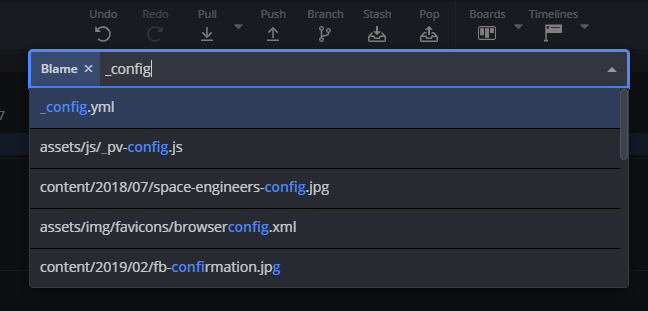 Undo Redo Pull Push Branch Stash Pop Boards Timelines
Blame × _config
7
_config.yml
assets/js/_pv-config.js
content/2018/07/space-engineers-config.jpg
assets/img/favicons/browserconfig.xml
content/2019/02/fb-confirmation.jpg